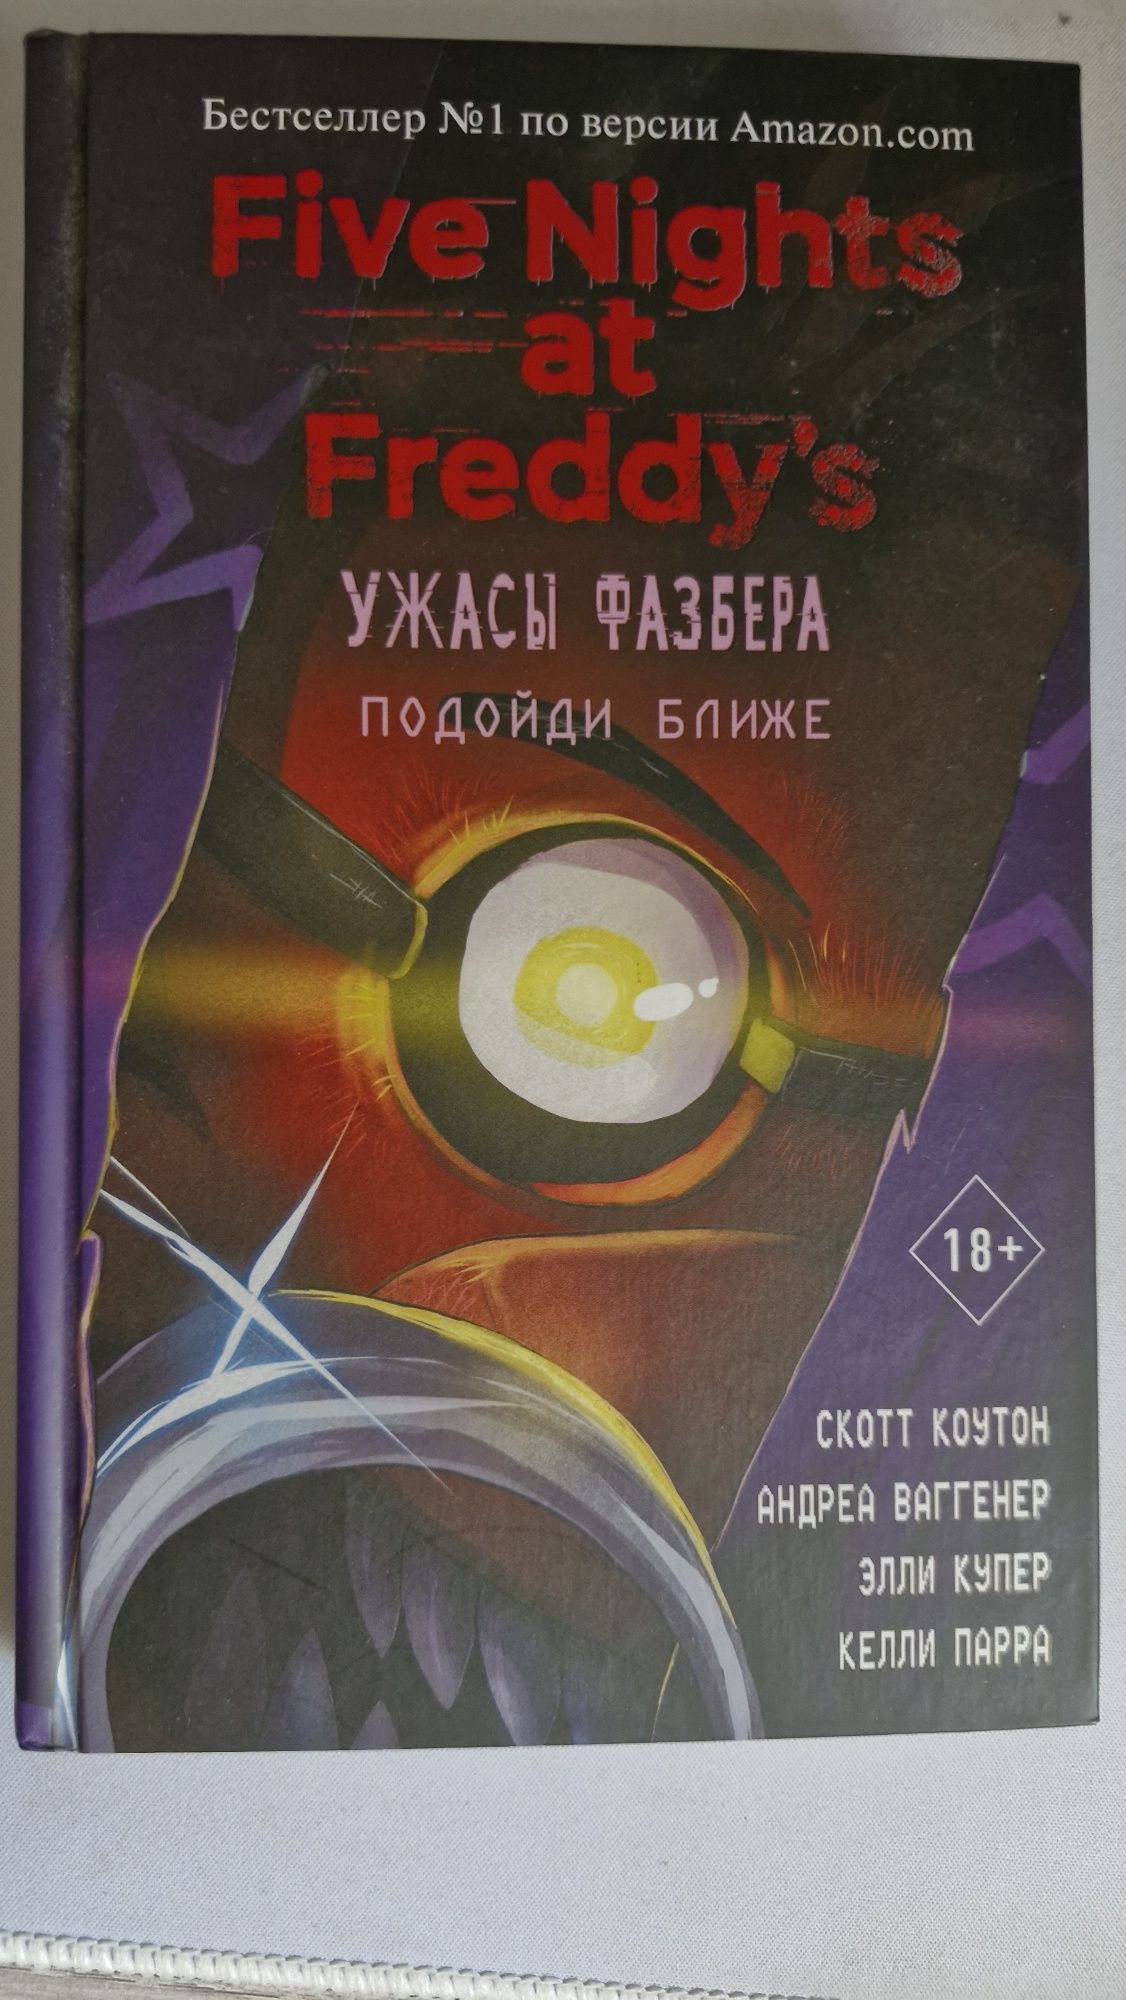 Бестселлер №1 по версии Amazon.com
Five Nights
at
Freddy's
УЖАСЫ ФАЗБЕРА
ПОДОЙДИ БЛИЖЕ
18+
СКОТТ КОУТОН
АНДРЕА ВАГГЕНЕР
ЭЛЛИ КУПЕР
КЕЛЛИ ПАРРА